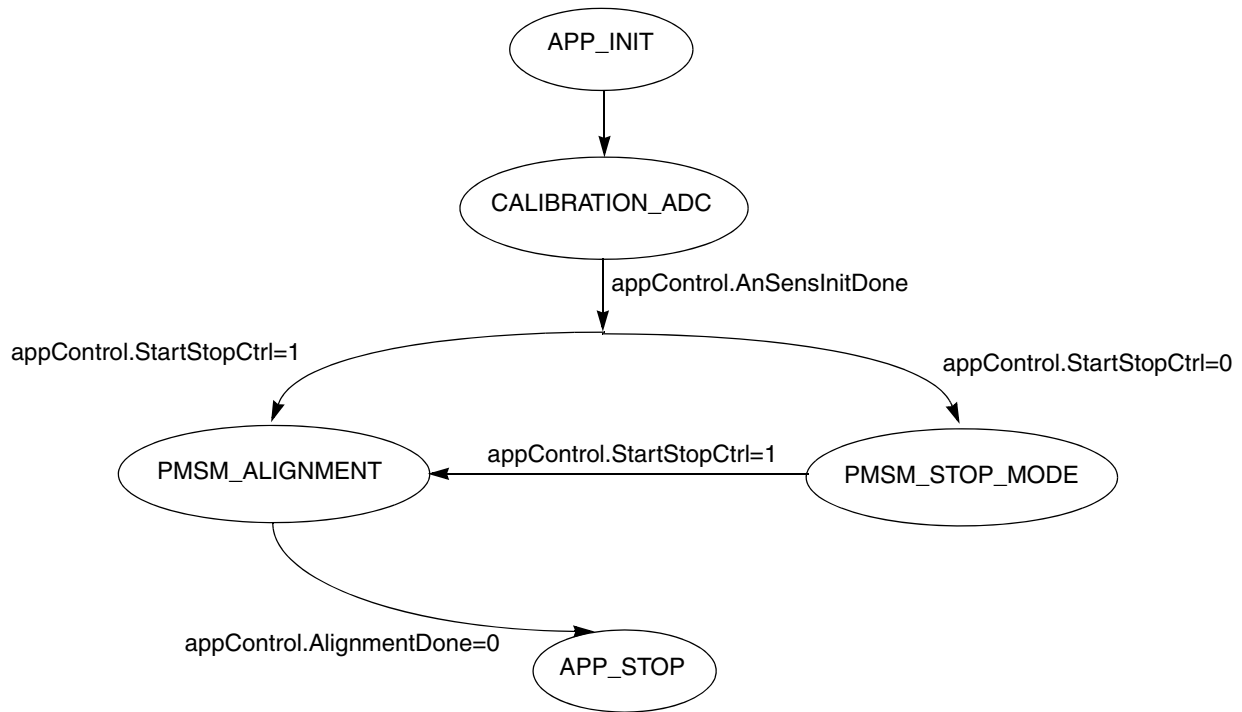 APP_INIT
CALIBRATION_ADC
appControl.AnSensInitDone
appControl.StartStopCtrl=1
appControl.StartStopCtrl=0
appControl.StartStopCtrl=1
PMSM_ALIGNMENT
PMSM_STOP_MODE
appControl.AlignmentDone=0
APP_STOP